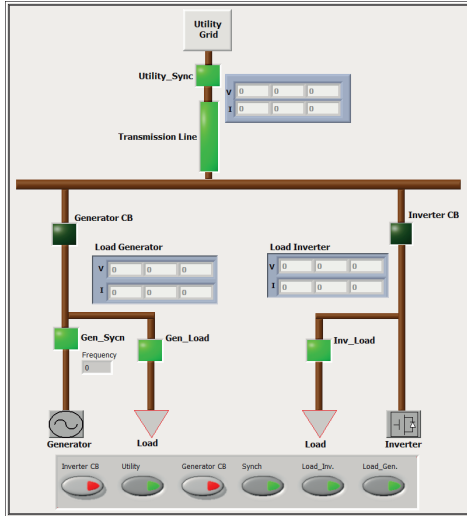 Utility
Grid
Utility_Sync
V 0 0 0
I 0 0 0
Transmission Line
Generator CB
Inverter CB
Load Generator
V 0 0 0
I 0 0 0
Load Inverter
V 0 0 0
I 0 0 0
Gen_Sycn
Gen_Load
Inv_Load
Frequency
0
Generator
Load
Load
Inverter
Inverter CB
Utility
Generator CB
Synch
Load_Inv.
Load_Gen.